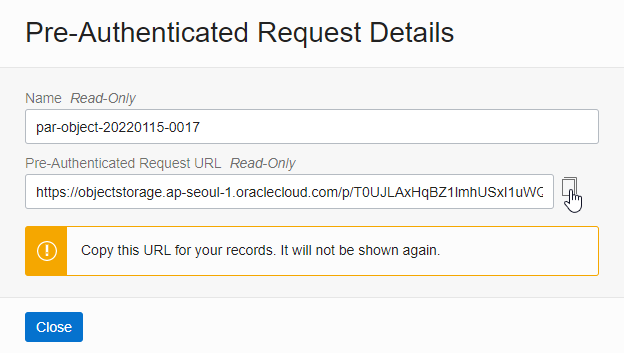 Pre-Authenticated Request Details
Name Read-Only
par-object-20220115-0017
Pre-Authenticated Request URL Read-Only
https://objectstorage.ap-seoul-1.oraclecloud.com/p/T0UJLAxHqBZ1ImhUSxI1uWC
Copy this URL for your records. It will not be shown again.
Close